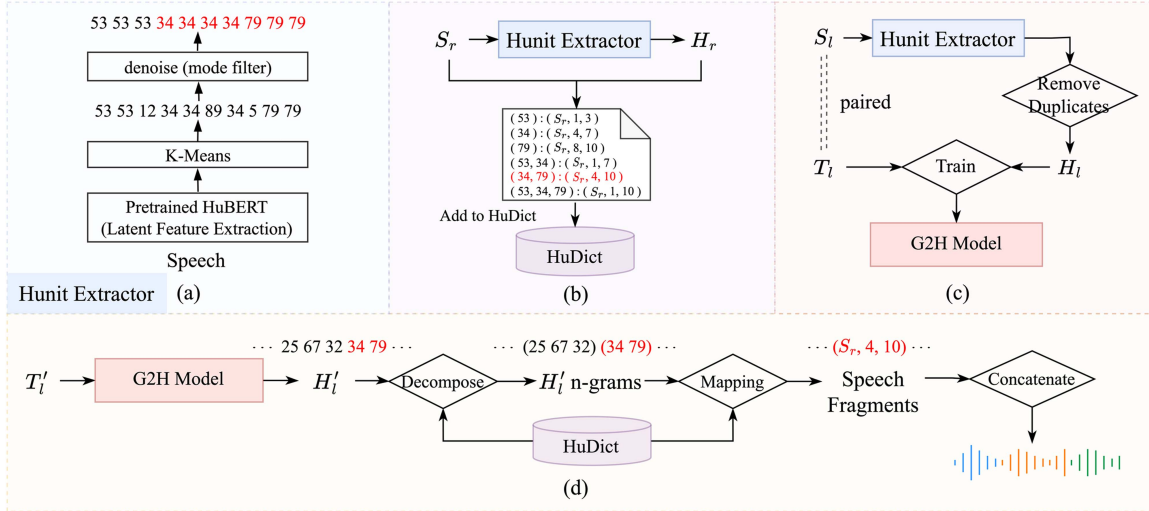 53 53 53 34 34 34 34 79 79 79
denoise (mode filter)
53 53 12 34 34 89 34 5 79 79
K-Means
Pretrained HuBERT
(Latent Feature Extraction)
Speech
Hunit Extractor
(a)
S_r
Hunit Extractor
H_r
( 53 ) : ( S_r, 1, 3 )
( 34 ) : ( S_r, 4, 7 )
( 79 ) : ( S_r, 8, 10 )
( 53, 34 ) : ( S_r, 1, 7 )
( 34, 79 ) : ( S_r, 4, 10 )
( 53, 34, 79 ) : ( S_r, 1, 10 )
Add to HuDict
HuDict
(b)
S_l
Hunit Extractor
Remove
Duplicates
paired
T_l
Train
H_l
G2H Model
(c)
··· 25 67 32 34 79 ···
··· (25 67 32) (34 79) ···
··· (S_r, 4, 10) ···
T_l′
G2H Model
H_l′
Decompose
H_l′ n-grams
Mapping
Speech
Fragments
Concatenate
HuDict
(d)